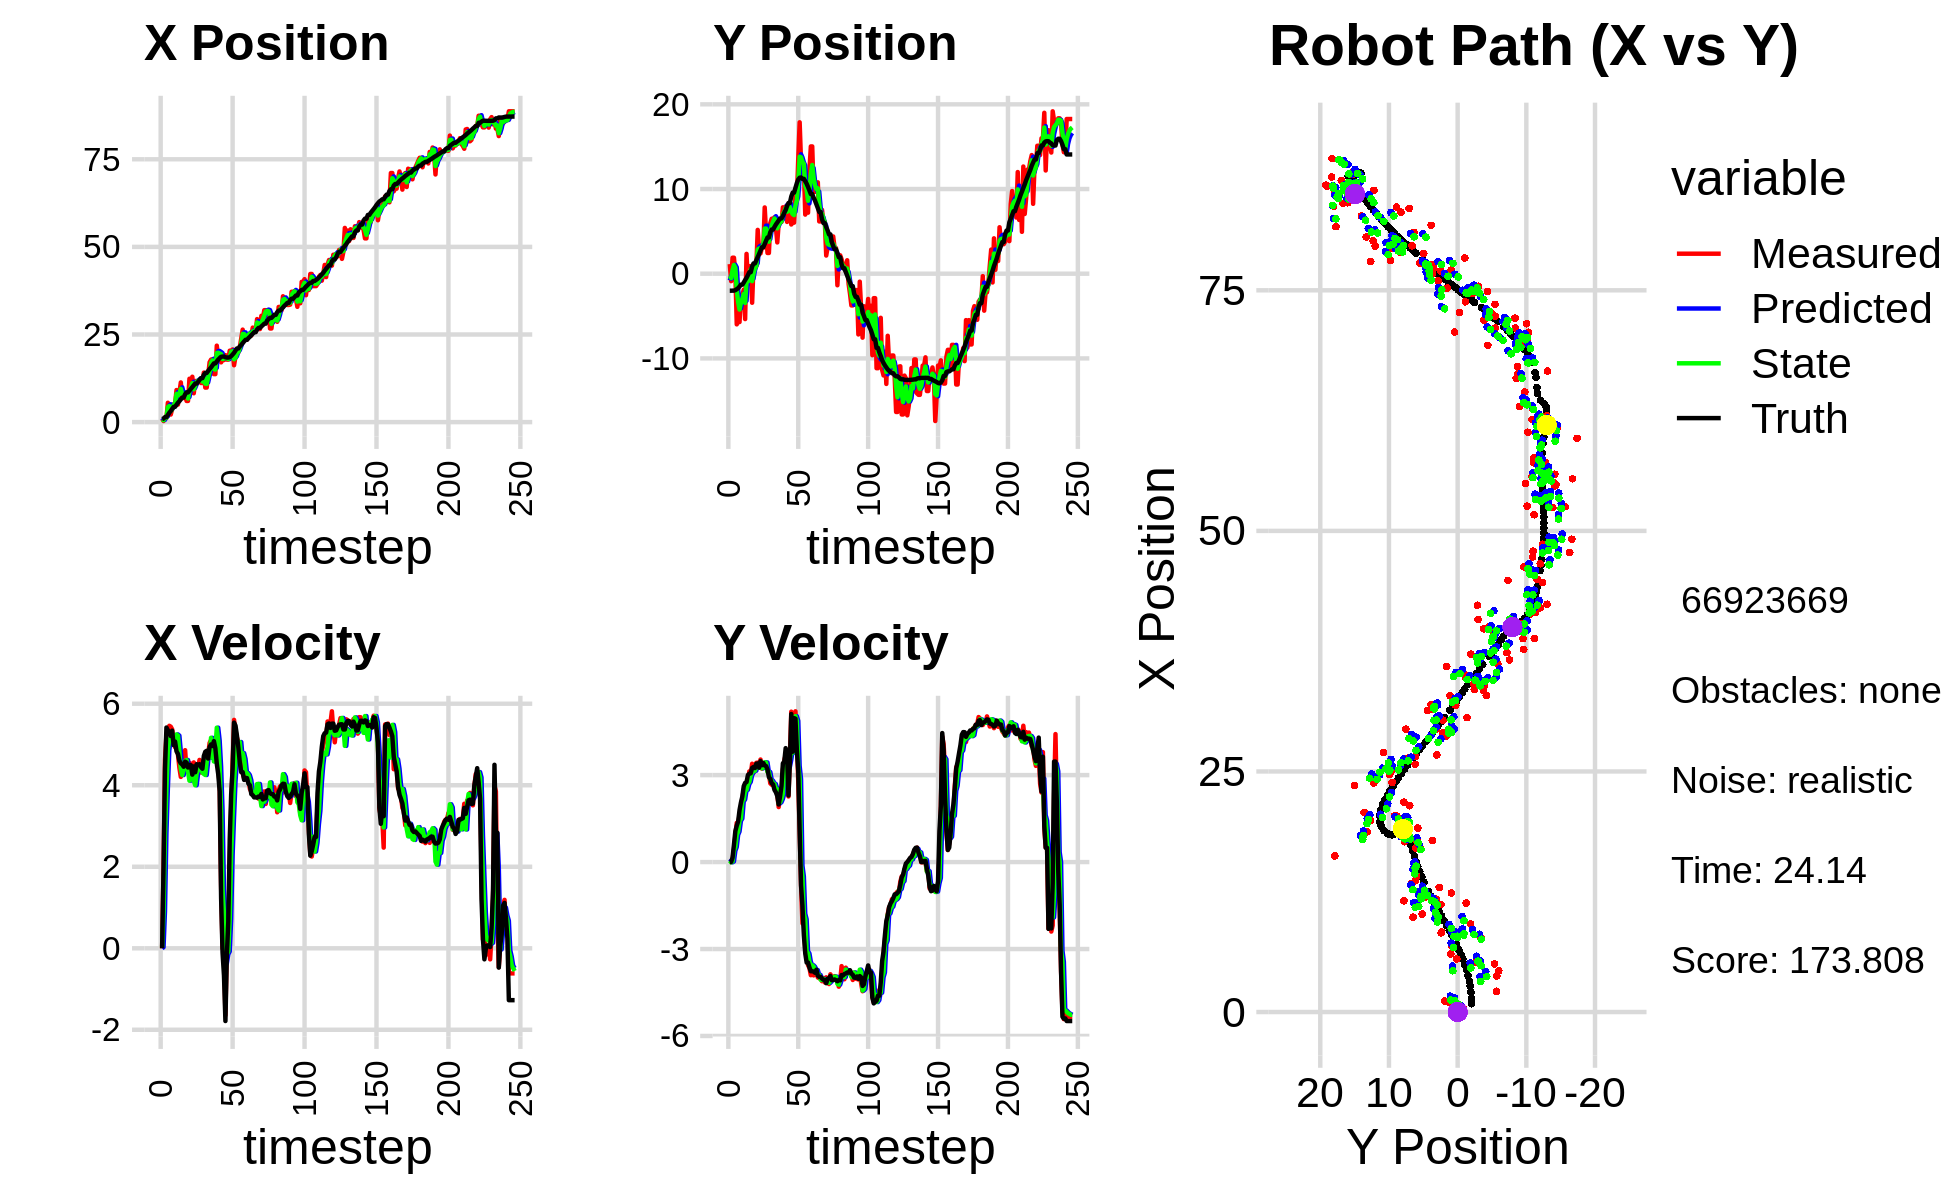 X Position
20
10
0
-10
75
50
25
0
0
50
100
150
200
250
timestep
Y Position
0
50
100
150
200
250
timestep
X Velocity
6
4
2
0
-2
0
50
100
150
200
250
timestep
Y Velocity
3
0
-3
-6
0
50
100
150
200
250
timestep
Robot Path (X vs Y)
X Position
75
50
25
0
20 10 0 -10 -20
Y Position
variable
Measured
Predicted
State
Truth
66923669
Obstacles: none
Noise: realistic
Time: 24.14
Score: 173.808